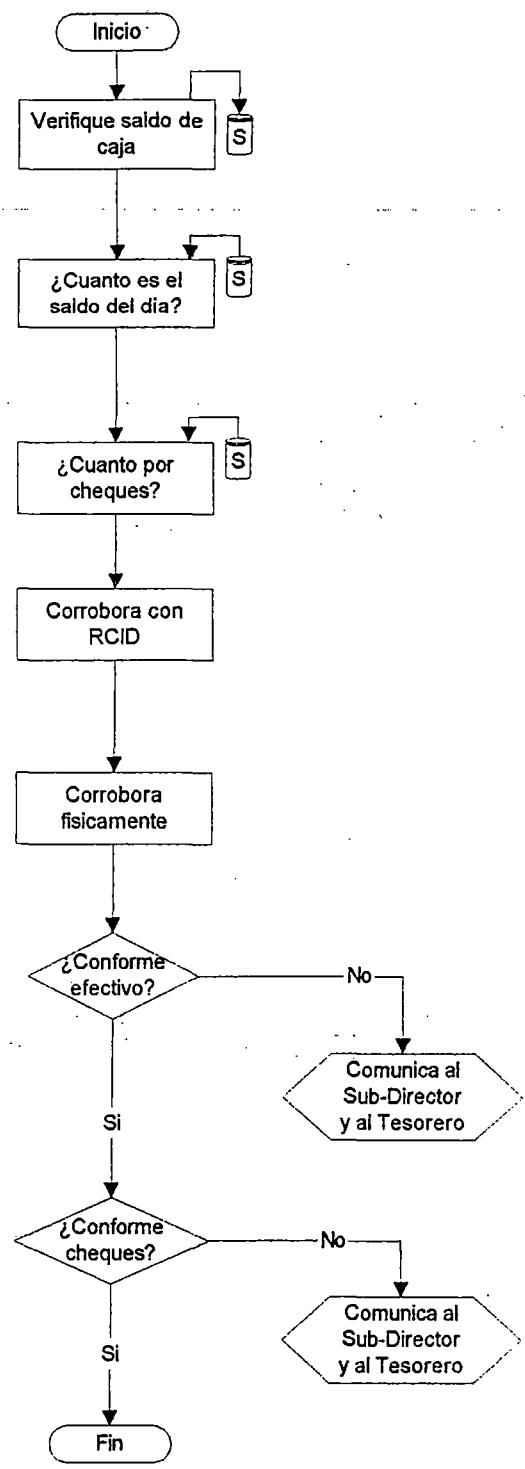 Inicio
Verifique saldo de
caja
S
¿Cuanto es el
saldo del dia?
S
¿Cuanto por
cheques?
S
Corrobora con
RCID
Corrobora
fisicamente
¿Conforme
efectivo?
No
Comunica al
Sub-Director
y al Tesorero
Si
¿Conforme
cheques?
No
Comunica al
Sub-Director
y al Tesorero
Si
Fin